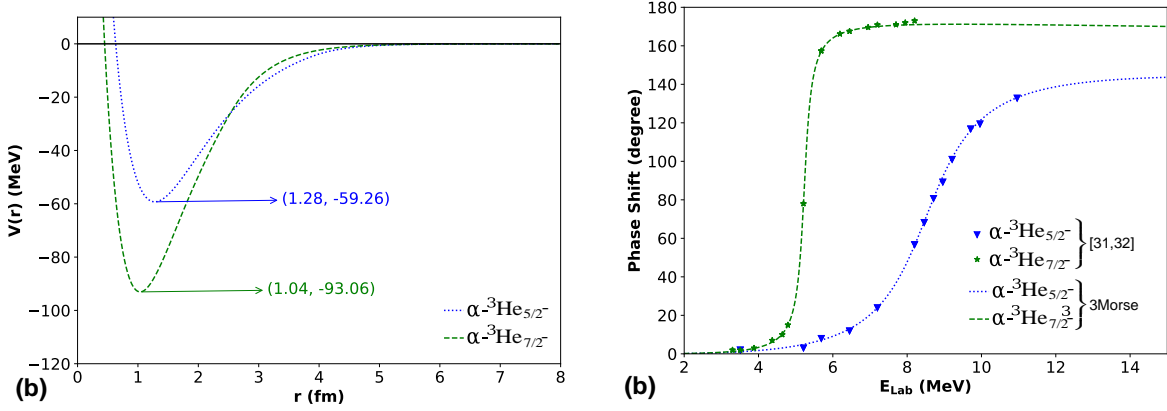 V(r) (MeV)
0
−20
−40
−60
−80
−100
−120
(1.28, -59.26)
(1.04, -93.06)
α-³He₅/₂-
α-³He₇/₂-
0 1 2 3 4 5 6 7 8
(b)
r (fm)
Phase Shift (degree)
180
160
140
120
100
80
60
40
20
0
α-³He₅/₂-
α-³He₇/₂-
[31,32]
α-³He₅/₂-
α-³He₇/₂- 3
3Morse
2 4 6 8 10 12 14
(b)
E_Lab (MeV)